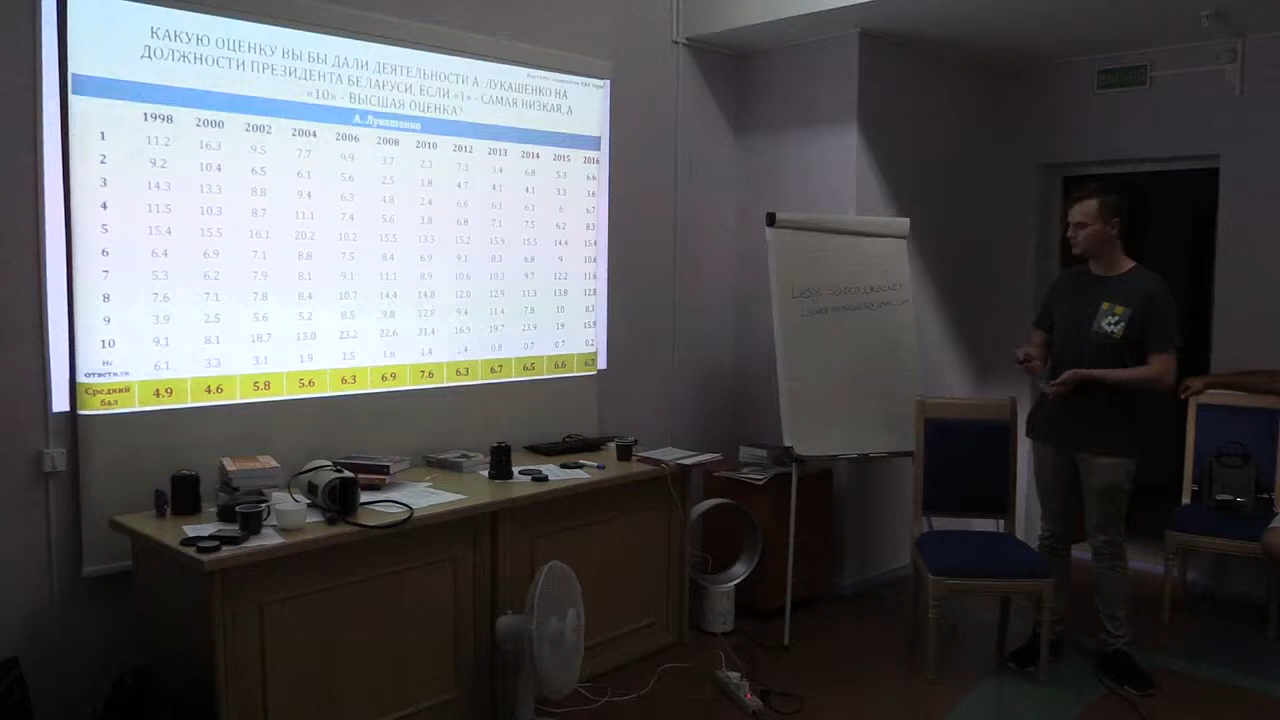 КАКУЮ ОЦЕНКУ ВЫ БЫ ДАЛИ ДЕЯТЕЛЬНОСТИ А. ЛУКАШЕНКО НА
ДОЛЖНОСТИ ПРЕЗИДЕНТА БЕЛАРУСИ, ЕСЛИ «1» - САМАЯ НИЗКАЯ, А
«10» - ВЫСШАЯ ОЦЕНКА?
А. Лукашенко
1998 2000 2002 2004 2006 2008 2010 2012 2013 2014 2015 2016
1 11.2 16.3 9.5 7.7 9.9 3.7 2.3 7.3 3.4 6.8 5.3 6.6
2 9.2 10.4 6.5 6.1 5.6 2.5 1.8 4.7 4.1 4.1 3.3 3.6
3 14.3 13.3 8.8 9.4 6.3 4.8 2.4 6.6 6.1 6.1 6 6.7
4 11.5 10.3 8.7 11.1 7.4 5.6 3.8 6.8 7.1 7.5 6.2 8.3
5 15.4 15.5 16.1 20.2 10.2 15.5 13.3 15.2 15.9 15.5 14.4 15.4
6 6.4 6.9 7.1 8.8 7.5 8.4 6.9 9.1 8.3 6.8 9 10.6
7 5.3 6.2 7.9 8.1 9.1 11.1 8.9 10.6 10.3 9.7 12.2 11.6
8 7.6 7.1 7.8 8.4 10.7 14.4 14.8 12.0 12.9 11.3 13.8 12.8
9 3.9 2.5 5.6 5.2 8.5 9.8 12.8 9.4 11.4 7.8 10 8.3
10 9.1 8.1 18.7 13.0 23.2 22.6 31.4 16.9 19.7 23.9 19 15.9
Не
ответили 6.1 3.3 3.1 1.9 1.5 1.6 1.4 0.8 0.7 0.7 0.2
Средний
бал 4.9 4.6 5.8 5.6 6.3 6.9 7.6 6.3 6.7 6.5 6.6 6.3